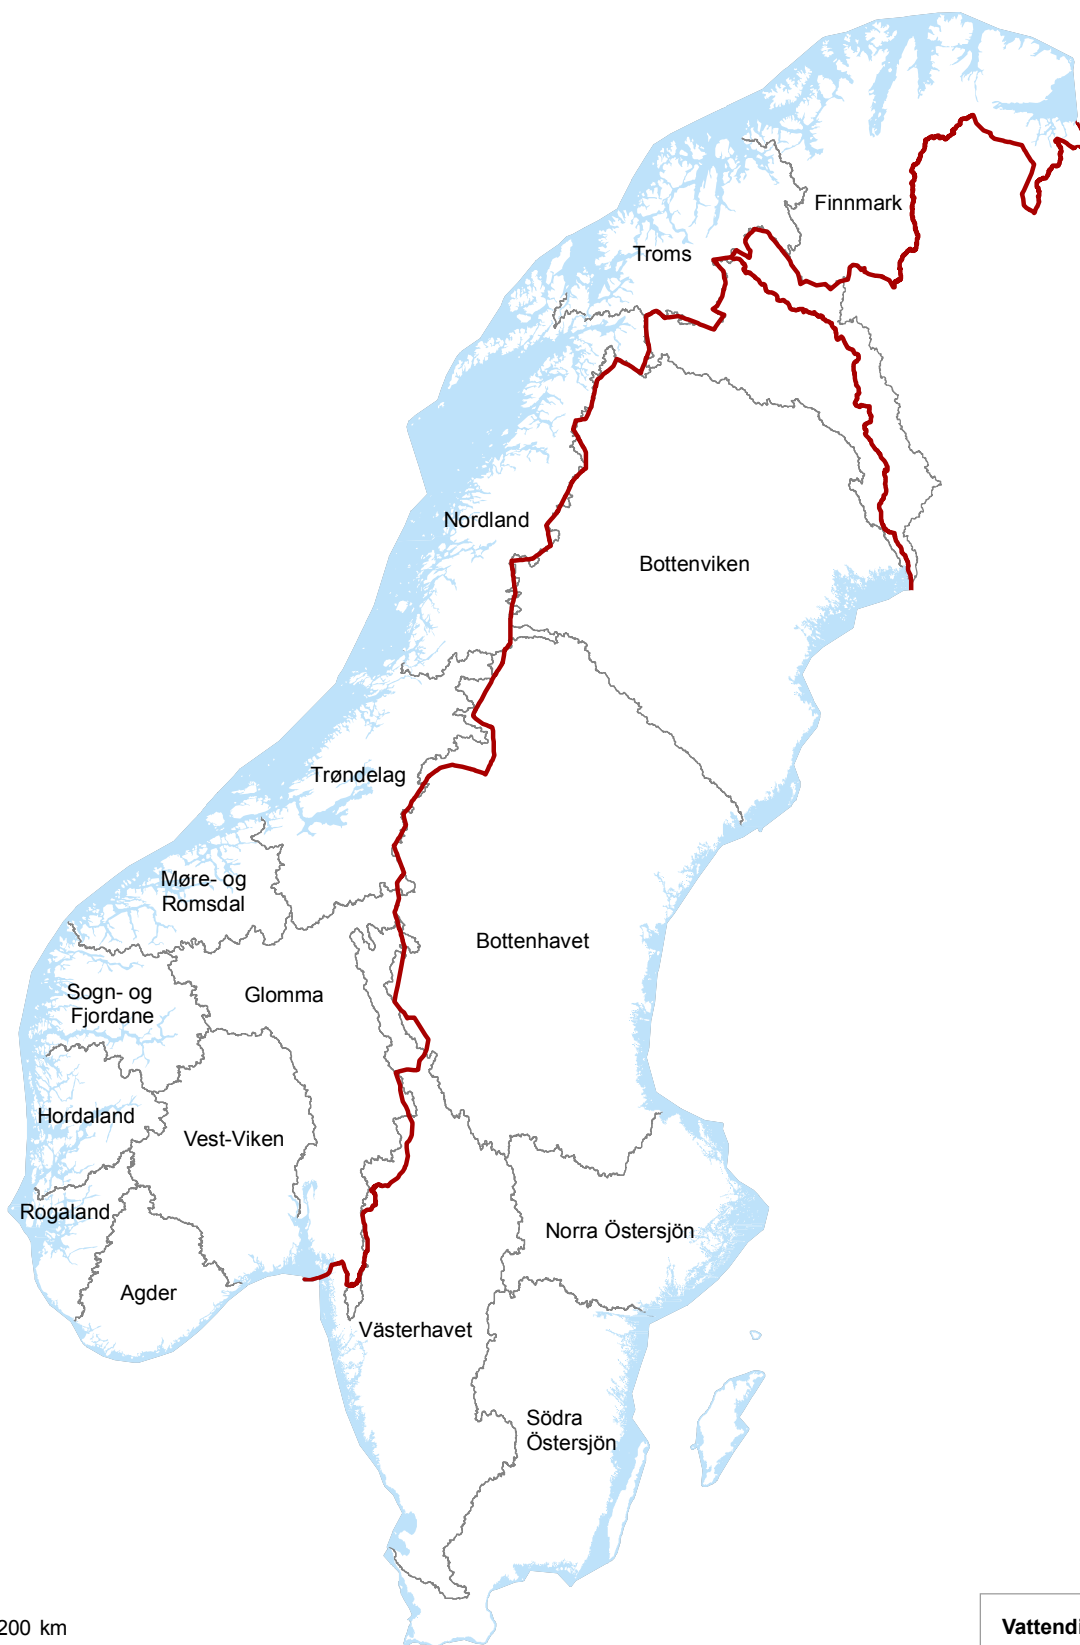 Finnmark
Troms
Nordland
Bottenviken
Trøndelag
Møre- og
Romsdal
Bottenhavet
Sogn- og
Fjordane
Glomma
Hordaland
Vest-Viken
Rogaland
Norra Östersjön
Agder
Västerhavet
Södra
Östersjön
200 km
Vattendi